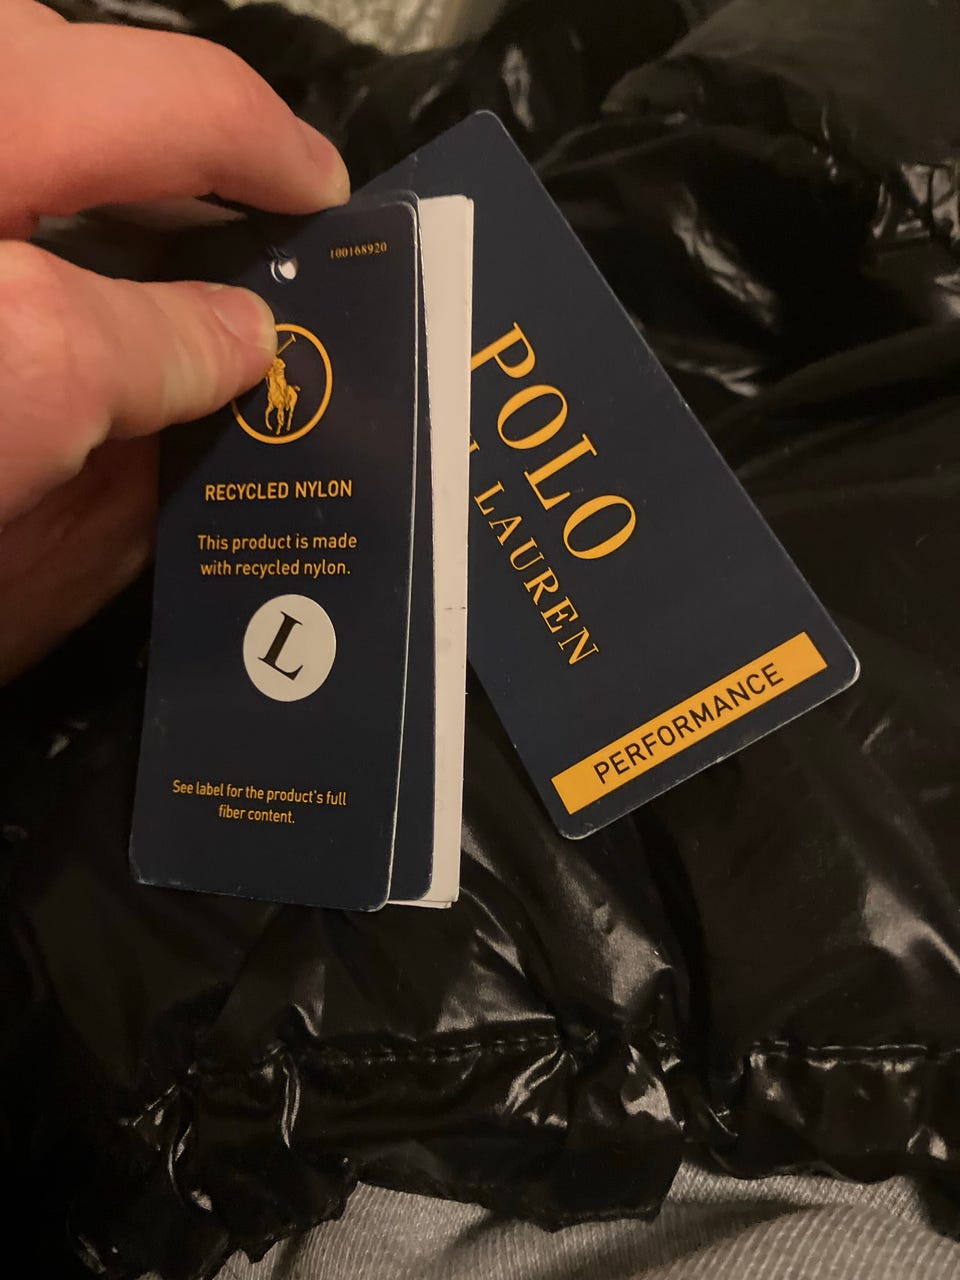 100168920
RECYCLED NYLON
This product is made
with recycled nylon.
L
See label for the product's full
fiber content.
POLO
LAUREN
PERFORMANCE